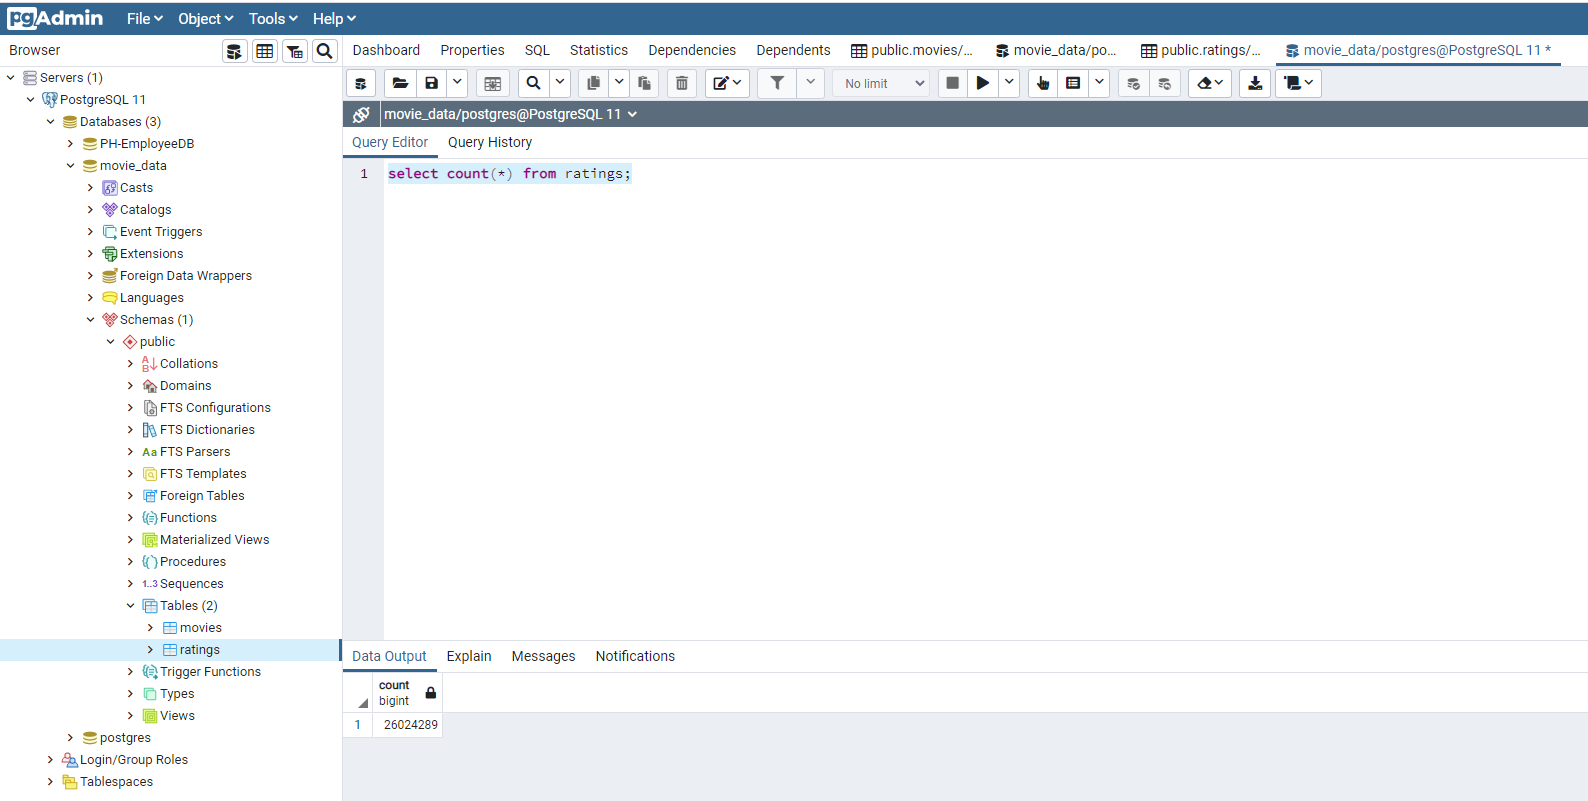 pgAdmin File Object Tools Help
Browser
Dashboard Properties SQL Statistics Dependencies Dependents public.movies/... movie_data/po... public.ratings/... movie_data/postgres@PostgreSQL 11 *
No limit
movie_data/postgres@PostgreSQL 11
Query Editor Query History
1 select count(*) from ratings;
Servers (1)
PostgreSQL 11
Databases (3)
PH-EmployeeDB
movie_data
Casts
Catalogs
Event Triggers
Extensions
Foreign Data Wrappers
Languages
Schemas (1)
public
Collations
Domains
FTS Configurations
FTS Dictionaries
Aa FTS Parsers
FTS Templates
Foreign Tables
Functions
Materialized Views
Procedures
1..3 Sequences
Tables (2)
movies
ratings
Trigger Functions
Types
Views
postgres
Login/Group Roles
Tablespaces
Data Output Explain Messages Notifications
count
bigint
1 26024289